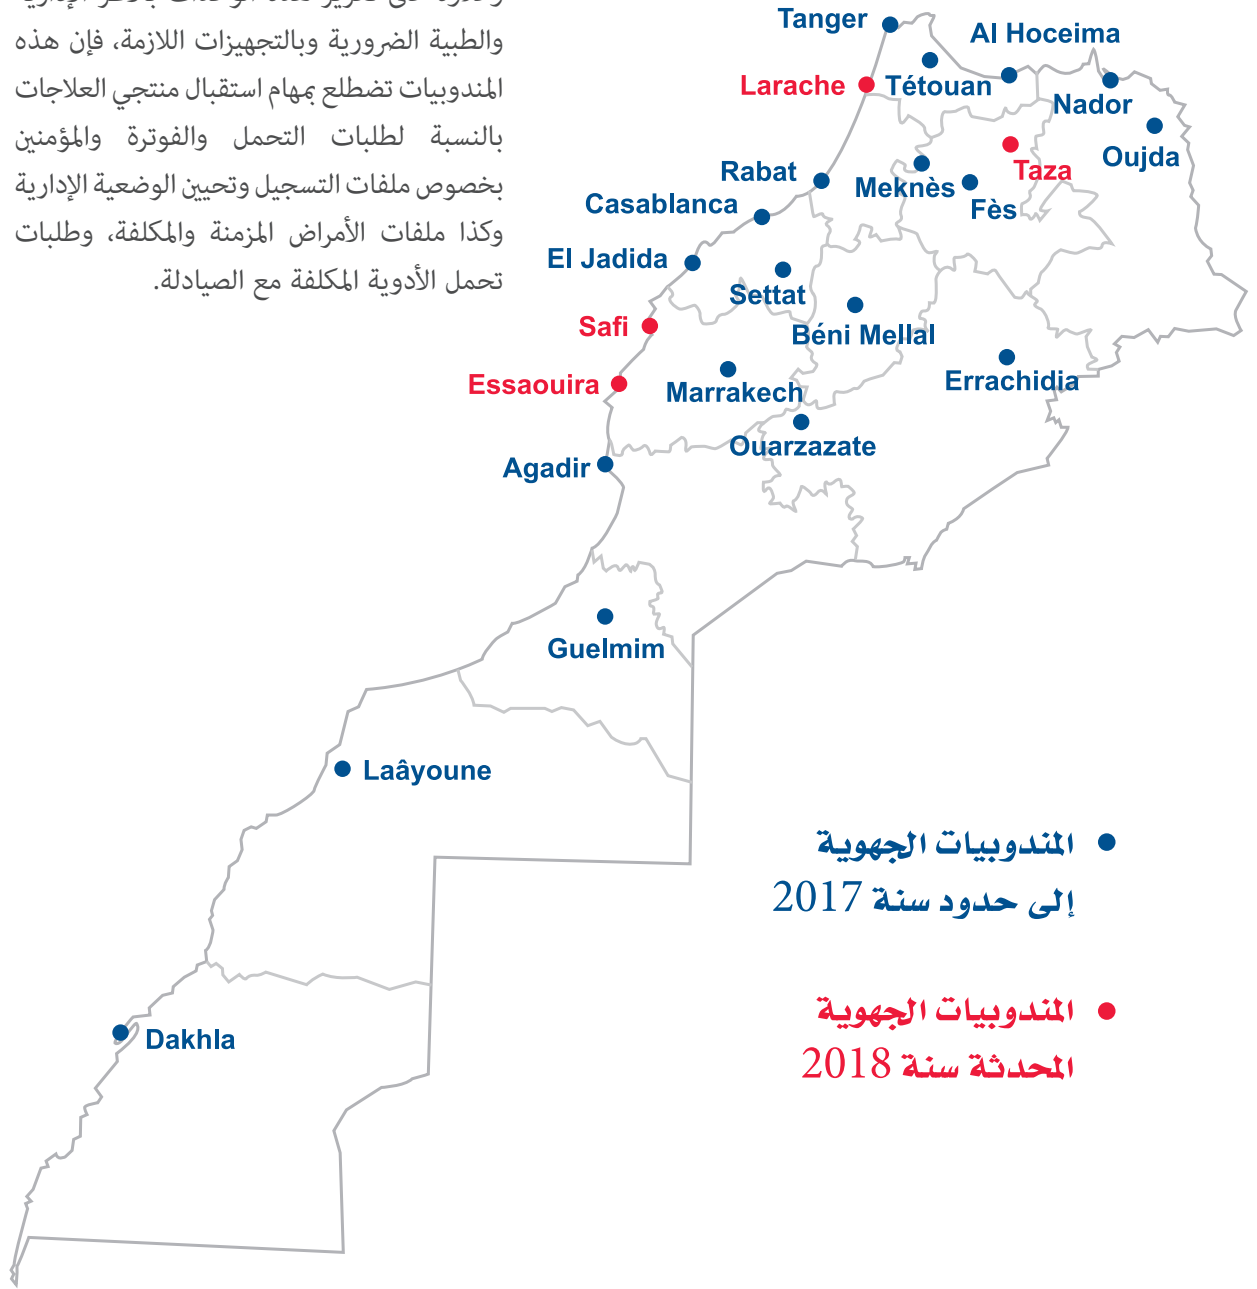 والطبية الضرورية وبالتجهيزات اللازمة، فإن هذه
المندوبيات تضطلع بمهام استقبال منتجي العلاجات
بالنسبة لطلبات التحمل والفوترة والمؤمنين
بخصوص ملفات التسجيل وتحيين الوضعية الإدارية
وكذا ملفات الأمراض المزمنة والمكلفة، وطلبات
تحمل الأدوية المكلفة مع الصيادلة.
Tanger
Al Hoceima
Larache
Tétouan
Nador
Oujda
Taza
Rabat
Meknès
Fès
Casablanca
El Jadida
Settat
Safi
Béni Mellal
Essaouira
Marrakech
Errachidia
Ouarzazate
Agadir
Guelmim
Laâyoune
Dakhla
المندوبيات الجهوية
إلى حدود سنة 2017
المندوبيات الجهوية
المحدثة سنة 2018